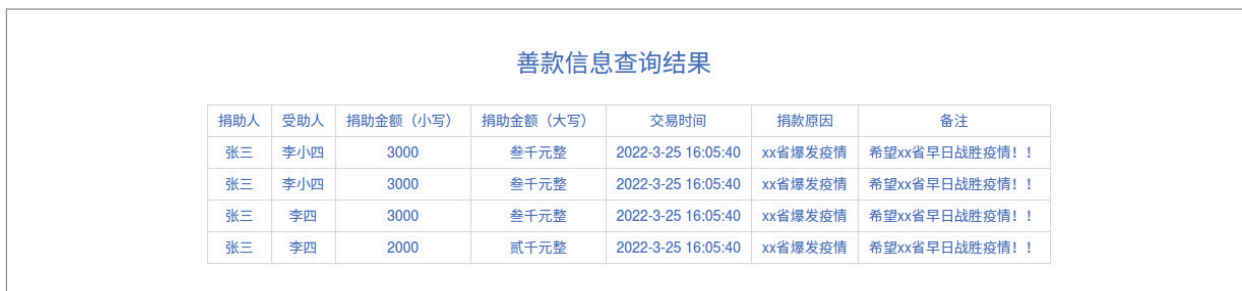 善款信息查询结果
捐助人 受助人 捐助金额（小写） 捐助金额（大写） 交易时间 捐款原因 备注
张三 李小四 3000 叁千元整 2022-3-25 16:05:40 xx省爆发疫情 希望xx省早日战胜疫情！！
张三 李小四 3000 叁千元整 2022-3-25 16:05:40 xx省爆发疫情 希望xx省早日战胜疫情！！
张三 李四 3000 叁千元整 2022-3-25 16:05:40 xx省爆发疫情 希望xx省早日战胜疫情！！
张三 李四 2000 贰千元整 2022-3-25 16:05:40 xx省爆发疫情 希望xx省早日战胜疫情！！